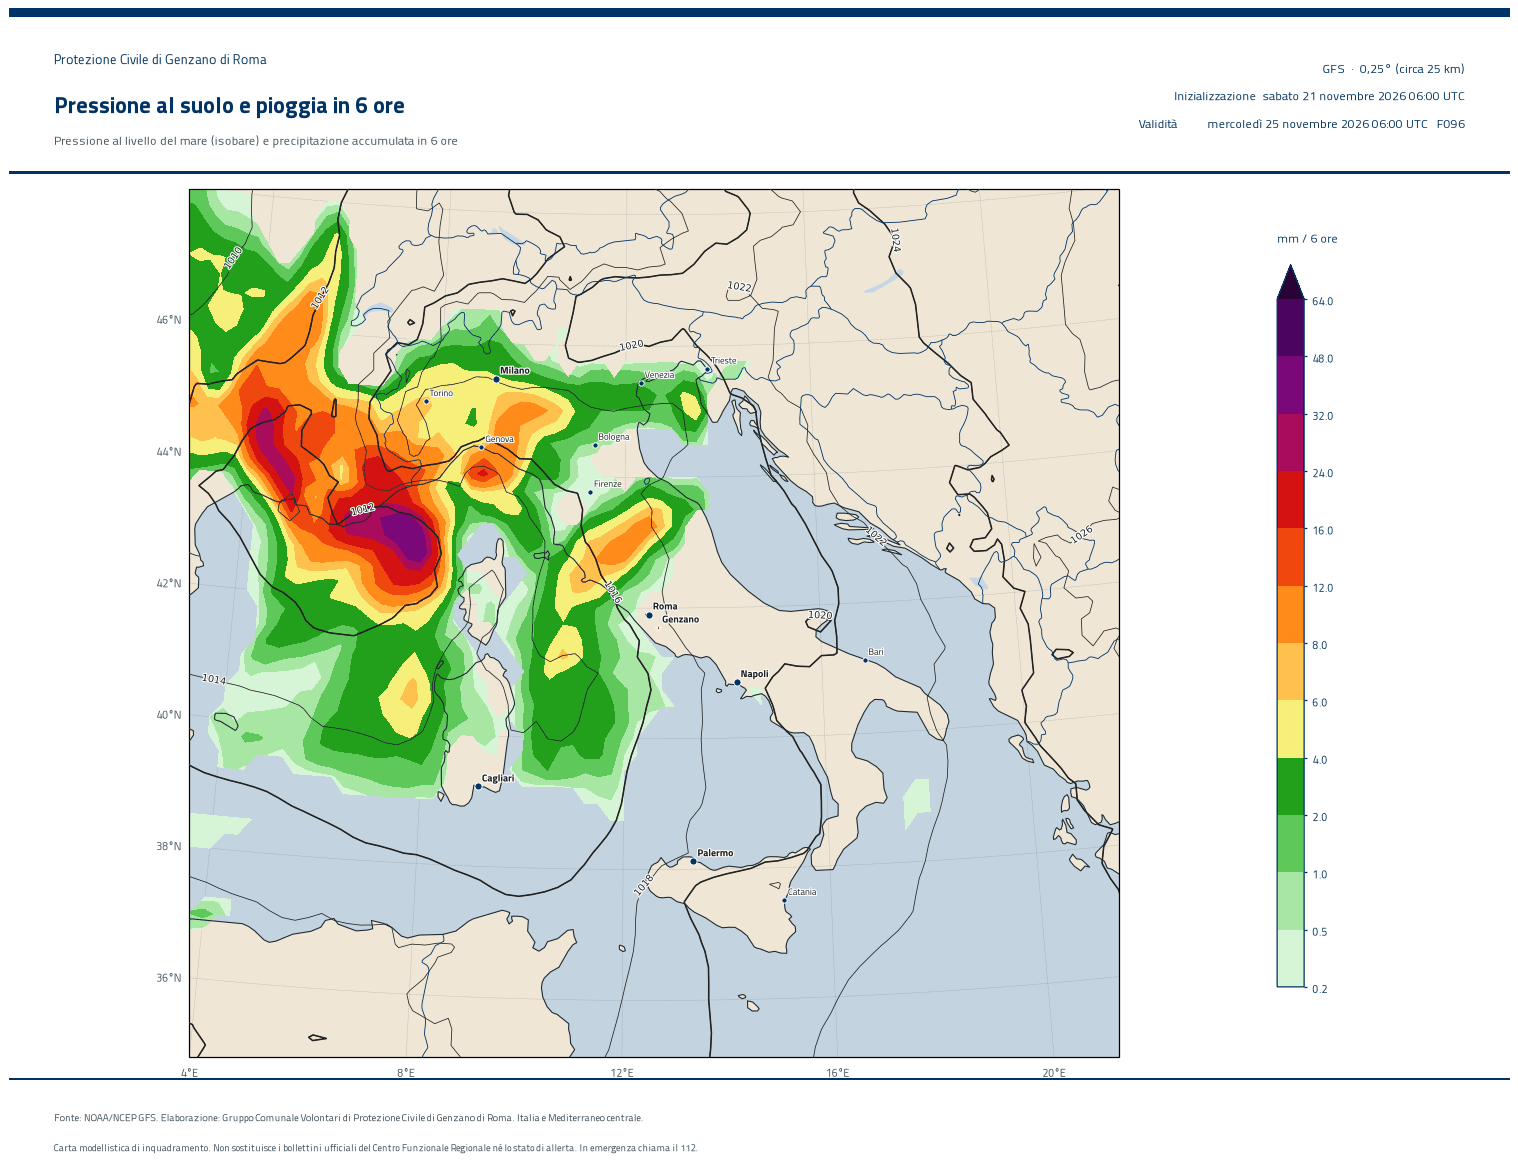 Protezione Civile di Genzano di Roma
Pressione al suolo e pioggia in 6 ore
Pressione al livello del mare (isobare) e precipitazione accumulata in 6 ore
GFS · 0,25° (circa 25 km)
Inizializzazione sabato 21 novembre 2026 06:00 UTC
Validità mercoledì 25 novembre 2026 06:00 UTC F096
mm / 6 ore
64.0
48.0
32.0
24.0
16.0
12.0
8.0
6.0
4.0
2.0
1.0
0.5
0.2
46°N
44°N
42°N
40°N
38°N
36°N
4°E
8°E
12°E
16°E
20°E
1010
1012
1024
1022
1020
Trieste
Venezia
Milano
Torino
Genova
Bologna
Firenze
1012
1022
1026
1016
Roma
Genzano
1020
Bari
Napoli
1014
Cagliari
Palermo
1018
Catania
Fonte: NOAA/NCEP GFS. Elaborazione: Gruppo Comunale Volontari di Protezione Civile di Genzano di Roma. Italia e Mediterraneo centrale.
Carta modellistica di inquadramento. Non sostituisce i bollettini ufficiali del Centro Funzionale Regionale né lo stato di allerta. In emergenza chiama il 112.